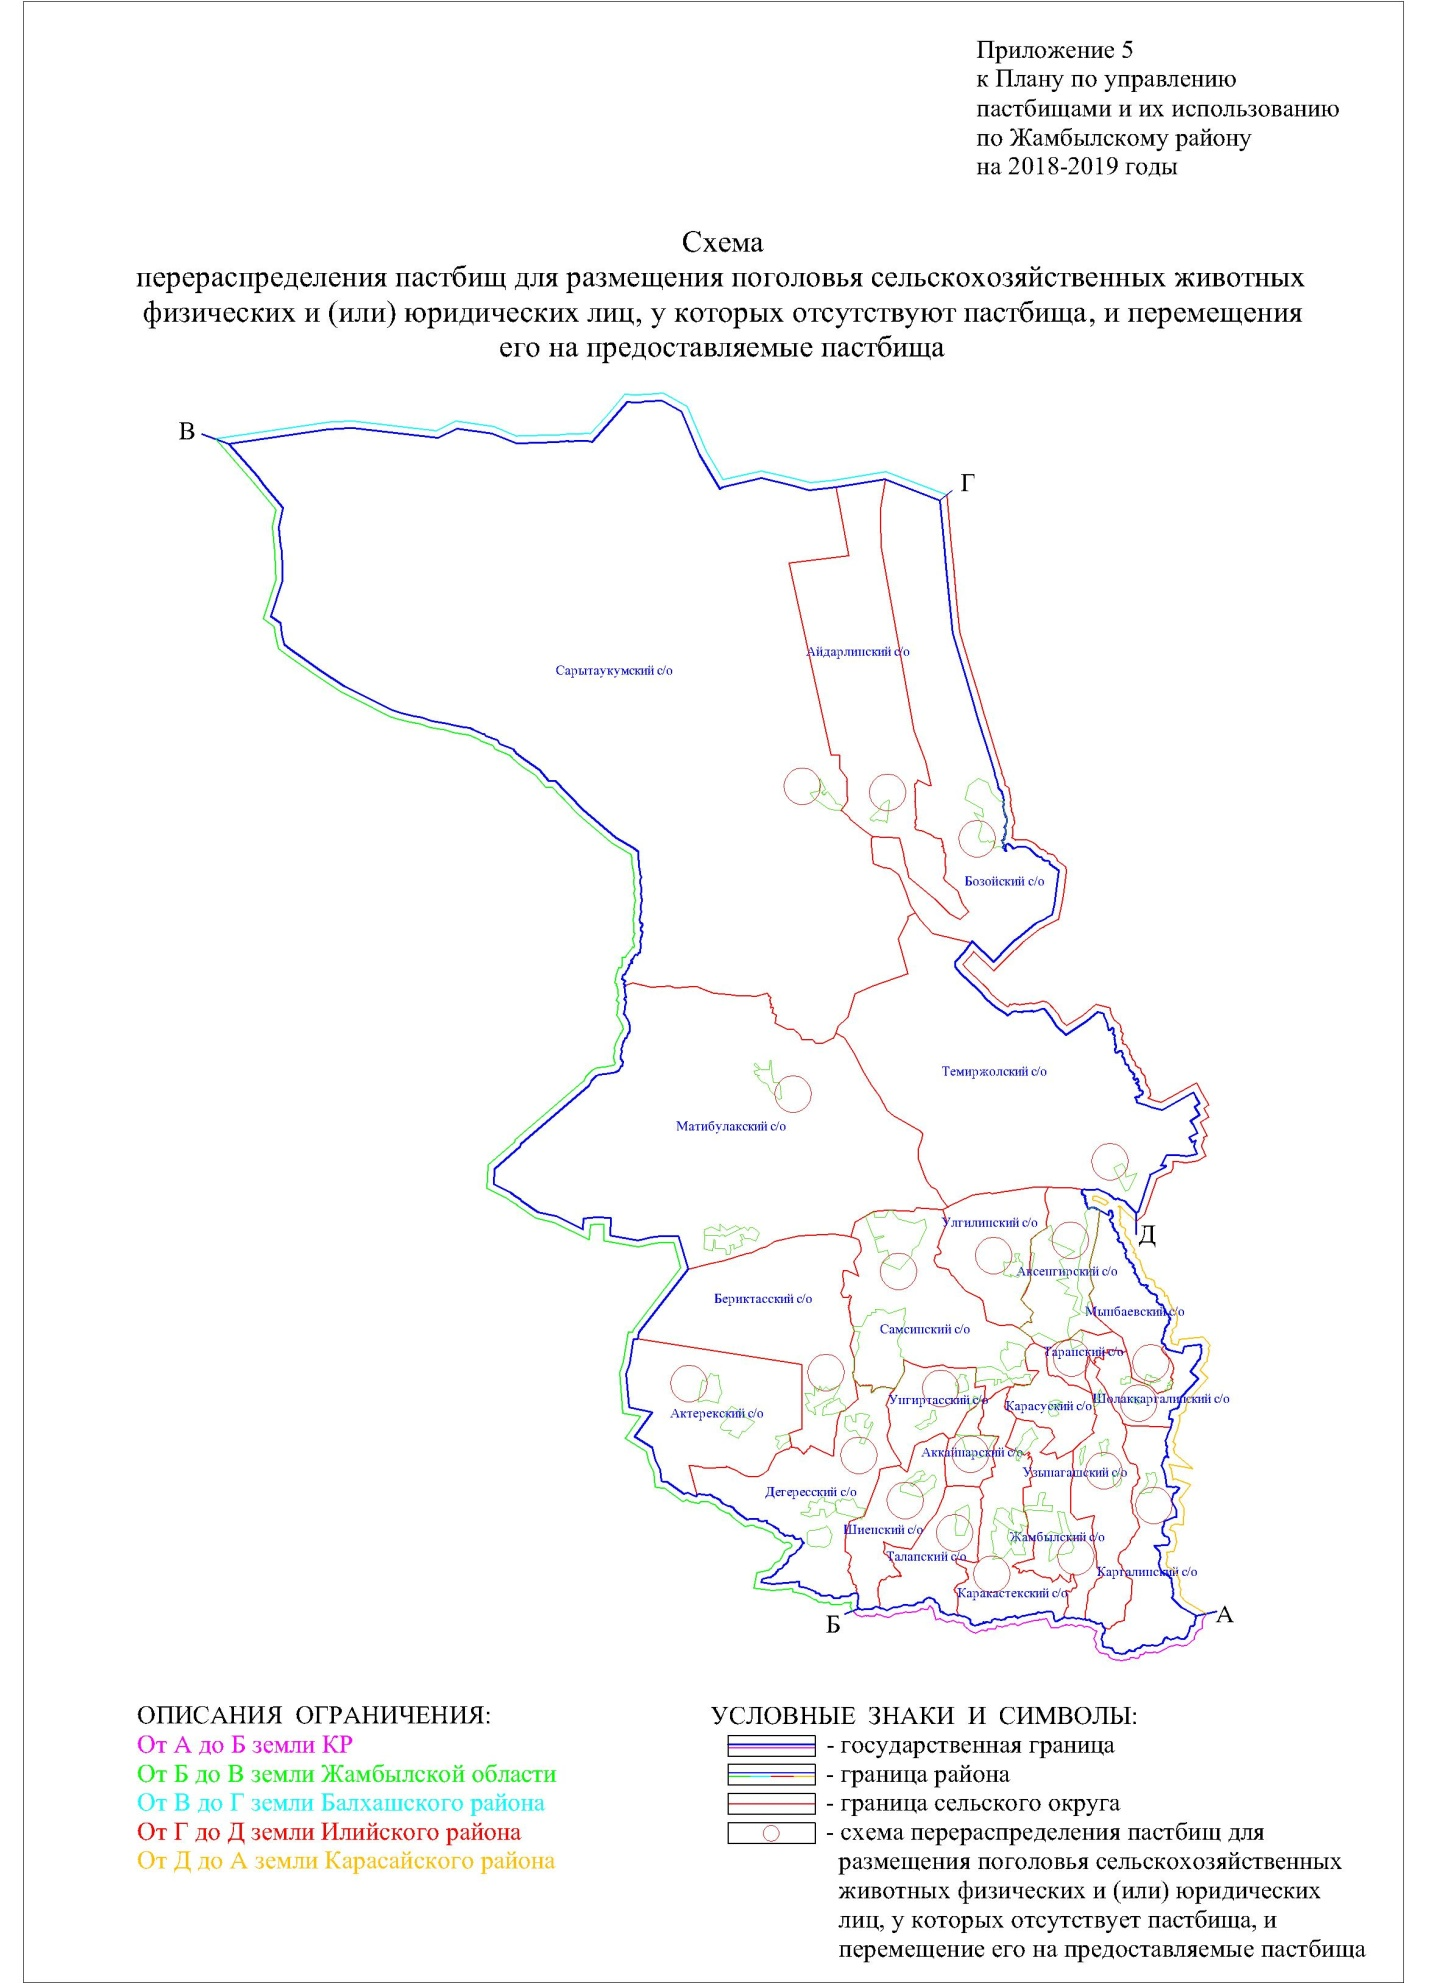 Приложение 5
к Плану по управлению
пастбищами и их использованию
по Жамбылскому району
на 2018-2019 годы
Схема
перераспределения пастбищ для размещения поголовья сельскохозяйственных животных
физических и (или) юридических лиц, у которых отсутствуют пастбища, и перемещения
его на предоставляемые пастбища
В
Г
Айдарлинский с/о
Сарытаукумский с/о
Бозойский с/о
Темиржолский с/о
Матибулакский с/о
Улгилинский с/о
Д
Аксенгирский с/о
Бериктасский с/о
Мынбаевский с/о
Самсинский с/о
Таранский с/о
Унгиртасский с/о
Шолаккаргалинский с/о
Карасуский с/о
Актерекский с/о
Аккайнарский с/о
Узынагашский с/о
Дегересский с/о
Шиенский с/о
Жамбылский с/о
Талапский с/о
Каргалинский с/о
Каракастекский с/о
Б
А
ОПИСАНИЯ ОГРАНИЧЕНИЯ:
От А до Б земли КР
От Б до В земли Жамбылской области
От В до Г земли Балхашского района
От Г до Д земли Илийского района
От Д до А земли Карасайского района
УСЛОВНЫЕ ЗНАКИ И СИМВОЛЫ:
- государственная граница
- граница района
- граница сельского округа
- схема перераспределения пастбищ для
размещения поголовья сельскохозяйственных
животных физических и (или) юридических
лиц, у которых отсутствует пастбища, и
перемещение его на предоставляемые пастбища